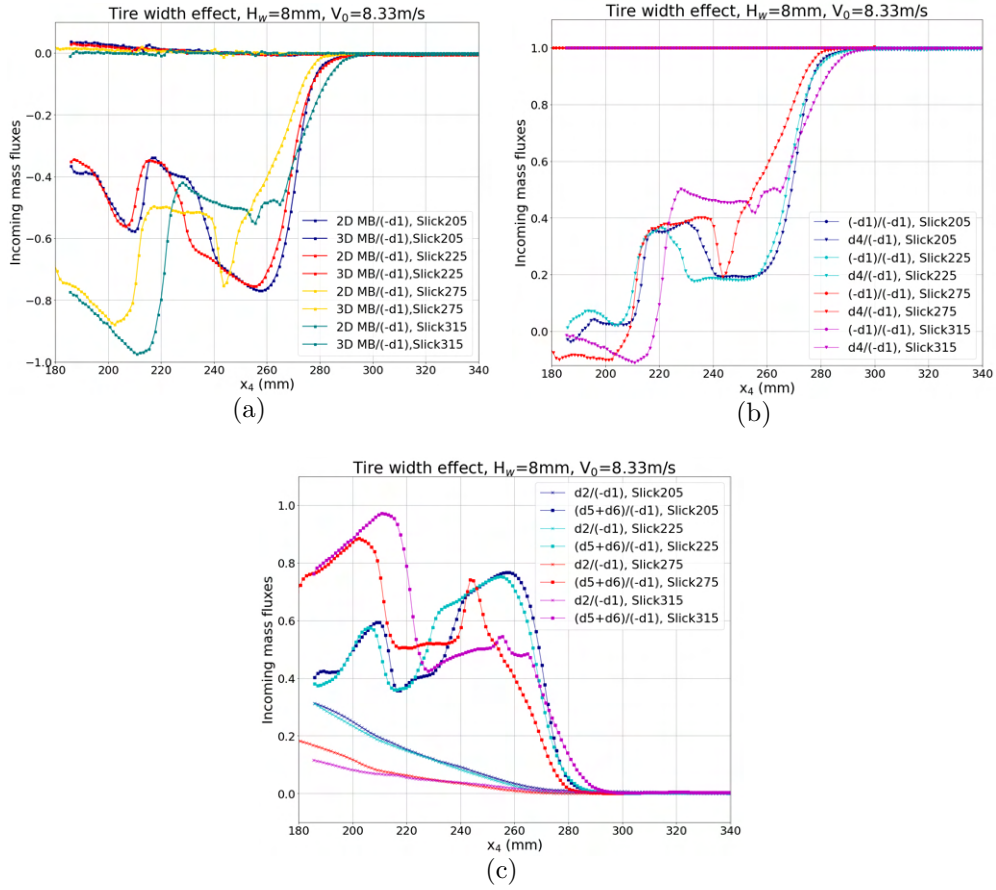 Tire width effect, H_w=8mm, V_0=8.33m/s
Incoming mass fluxes
0.0
−0.2
−0.4
−0.6
−0.8
−1.0
2D MB/(-d1), Slick205
3D MB/(-d1),Slick205
2D MB/(-d1), Slick225
3D MB/(-d1),Slick225
2D MB/(-d1), Slick275
3D MB/(-d1),Slick275
2D MB/(-d1), Slick315
3D MB/(-d1),Slick315
180 200 220 240 260 280 300 320 340
x_4 (mm)
(a)
Tire width effect, H_w=8mm, V_0=8.33m/s
Incoming mass fluxes
1.0
0.8
0.6
0.4
0.2
0.0
(-d1)/(-d1), Slick205
d4/(-d1), Slick205
(-d1)/(-d1), Slick225
d4/(-d1), Slick225
(-d1)/(-d1), Slick275
d4/(-d1), Slick275
(-d1)/(-d1), Slick315
d4/(-d1), Slick315
180 200 220 240 260 280 300 320 340
x_4 (mm)
(b)
Tire width effect, H_w=8mm, V_0=8.33m/s
Incoming mass fluxes
1.0
0.8
0.6
0.4
0.2
0.0
d2/(-d1), Slick205
(d5+d6)/(-d1), Slick205
d2/(-d1), Slick225
(d5+d6)/(-d1), Slick225
d2/(-d1), Slick275
(d5+d6)/(-d1), Slick275
d2/(-d1), Slick315
(d5+d6)/(-d1), Slick315
180 200 220 240 260 280 300 320 340
x_4 (mm)
(c)